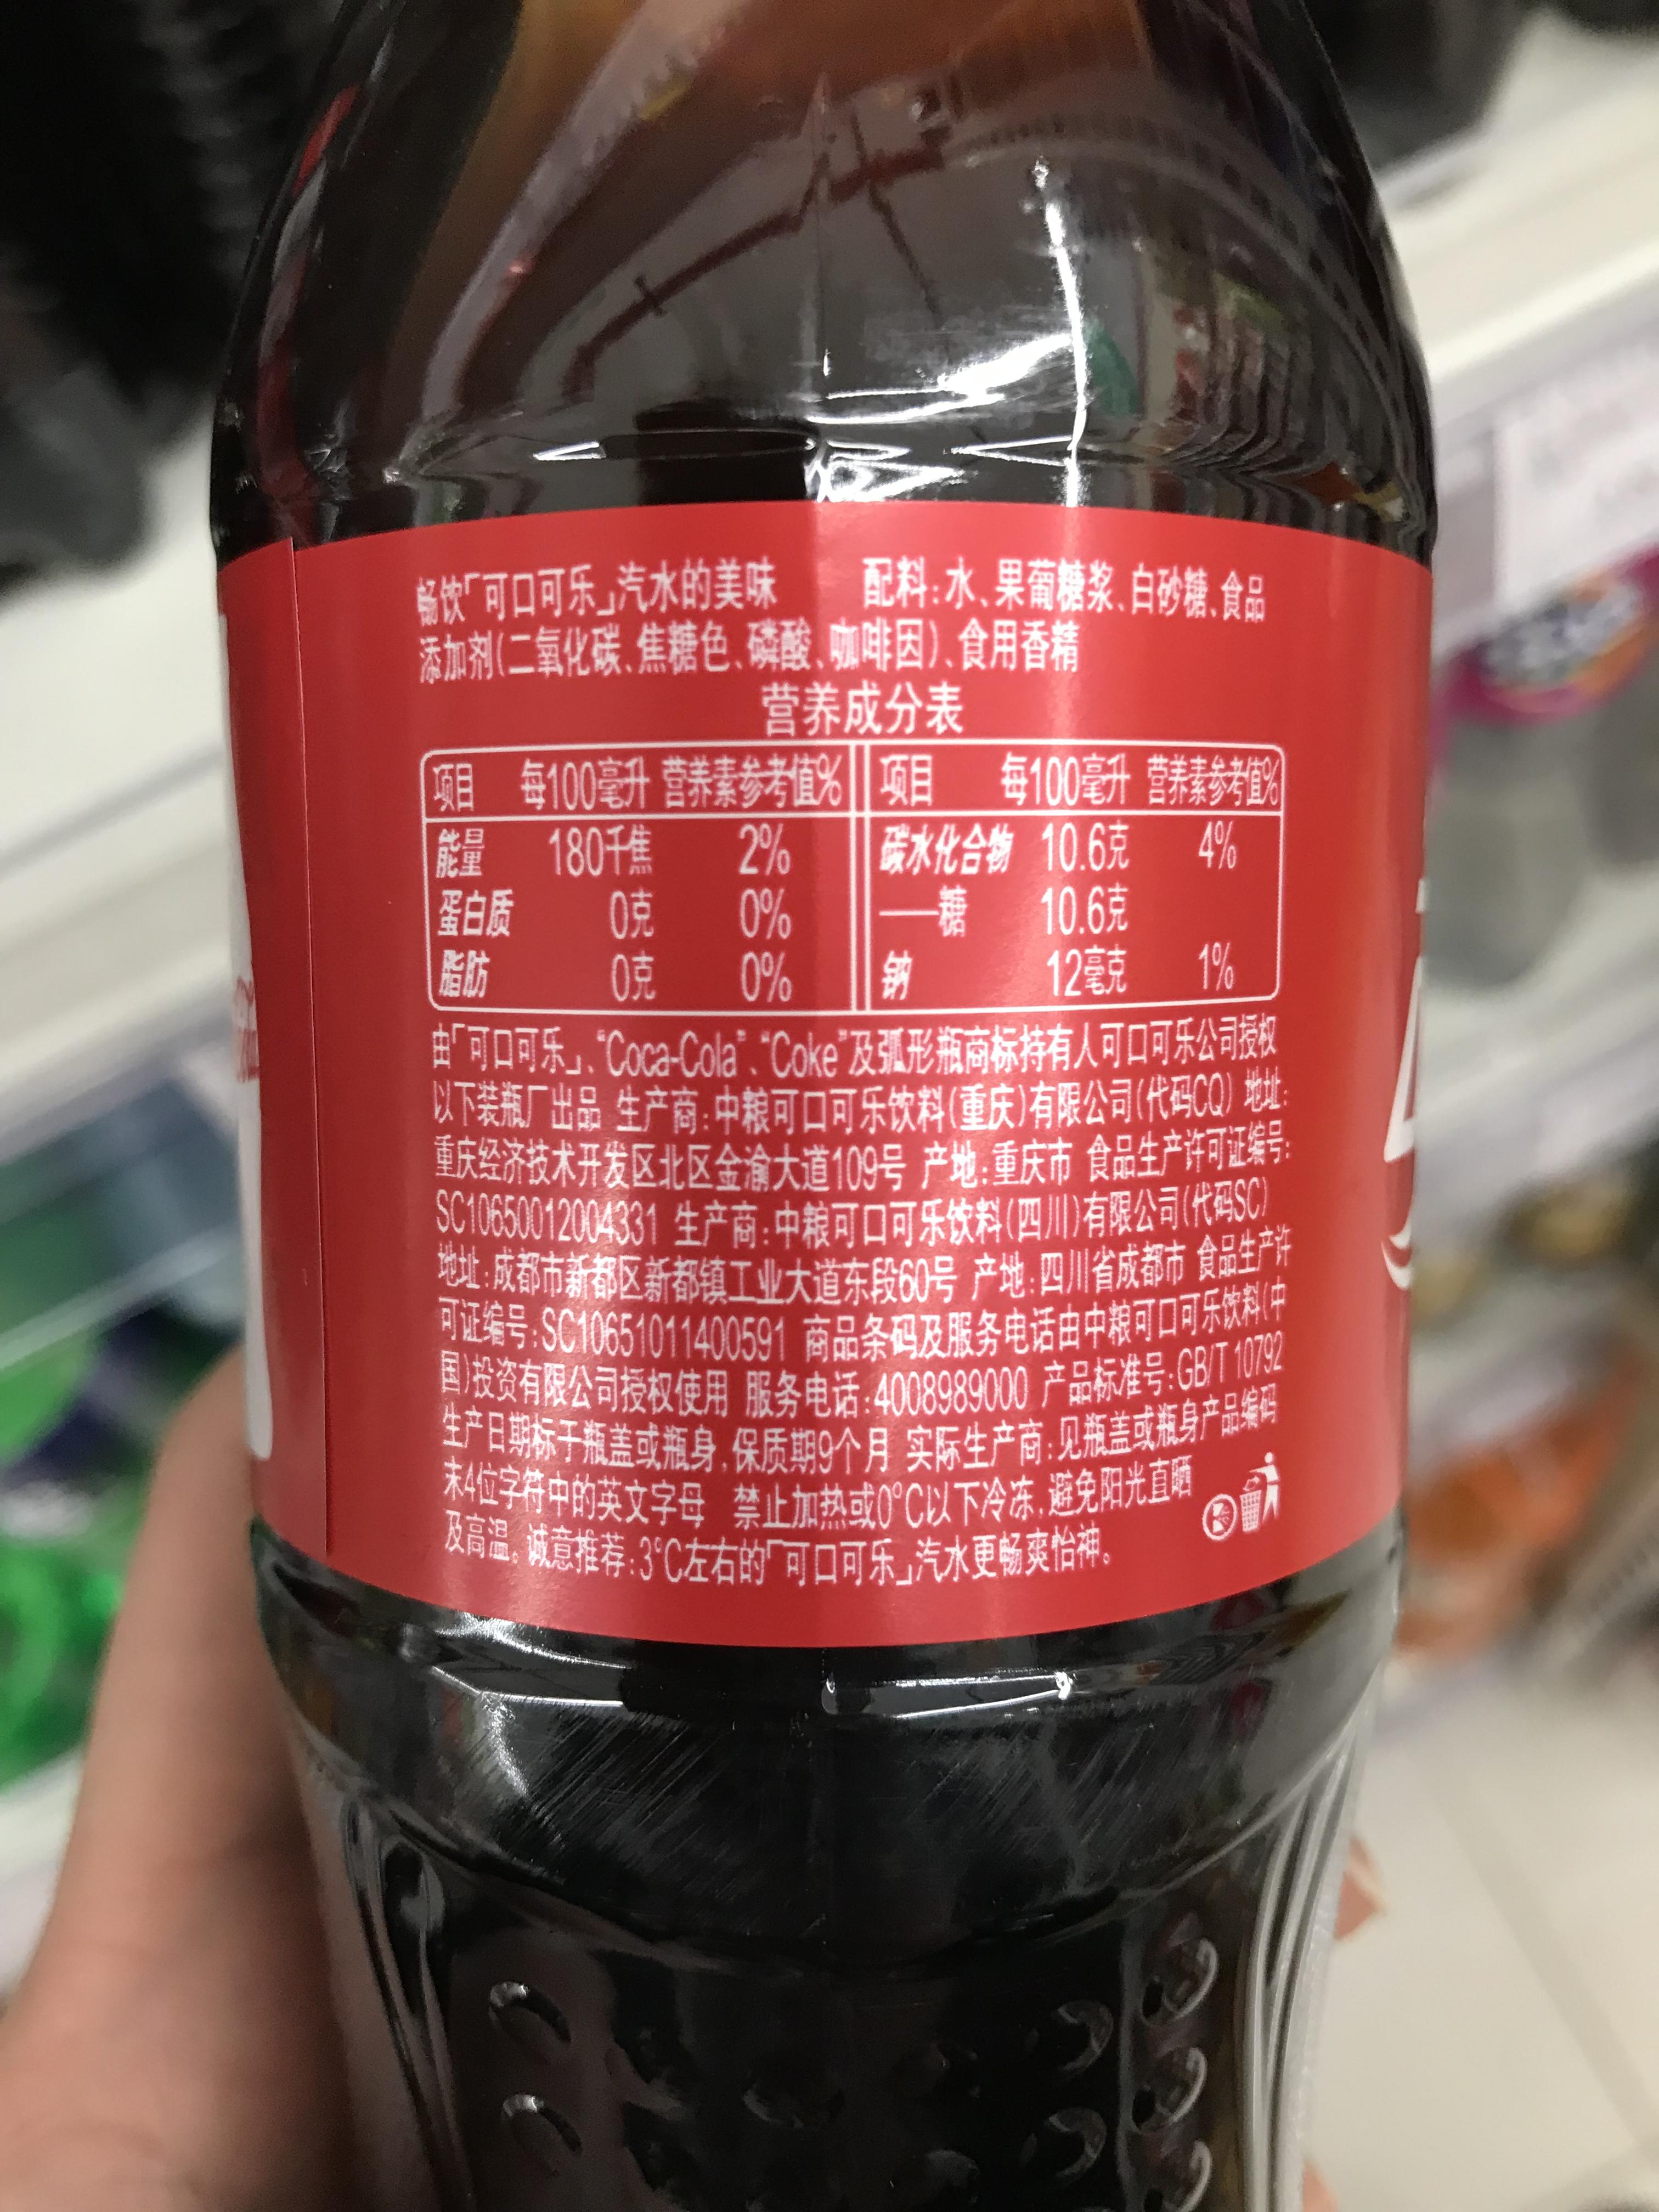 畅饮「可口可乐」汽水的美味 配料:水、果葡糖浆、白砂糖、食品
添加剂(二氧化碳、焦糖色、磷酸、咖啡因)、食用香精
营养成分表
项目 每100毫升 营养素参考值% 项目 每100毫升 营养素参考值%
能量 180千焦 2% 碳水化合物 10.6克 4%
蛋白质 0克 0% ——糖 10.6克
脂肪 0克 0% 钠 12毫克 1%
由「可口可乐」、“Coca-Cola”、“Coke”及弧形瓶商标持有人可口可乐公司授权
以下装瓶厂出品 生产商:中粮可口可乐饮料(重庆)有限公司(代码CQ) 地址:
重庆经济技术开发区北区金渝大道109号 产地:重庆市 食品生产许可证编号:
SC10650012004331 生产商:中粮可口可乐饮料(四川)有限公司(代码SC)
地址:成都市新都区新都镇工业大道东段60号 产地:四川省成都市 食品生产许
可证编号:SC10651011400591 商品条码及服务电话由中粮可口可乐饮料(中
国)投资有限公司授权使用 服务电话:4008989000 产品标准号:GB/T 10792
生产日期标于瓶盖或瓶身,保质期9个月 实际生产商:见瓶盖或瓶身产品编码
末4位字符中的英文字母 禁止加热或0°C以下冷冻,避免阳光直晒
及高温。诚意推荐:3°C左右的「可口可乐」汽水更畅爽怡神。